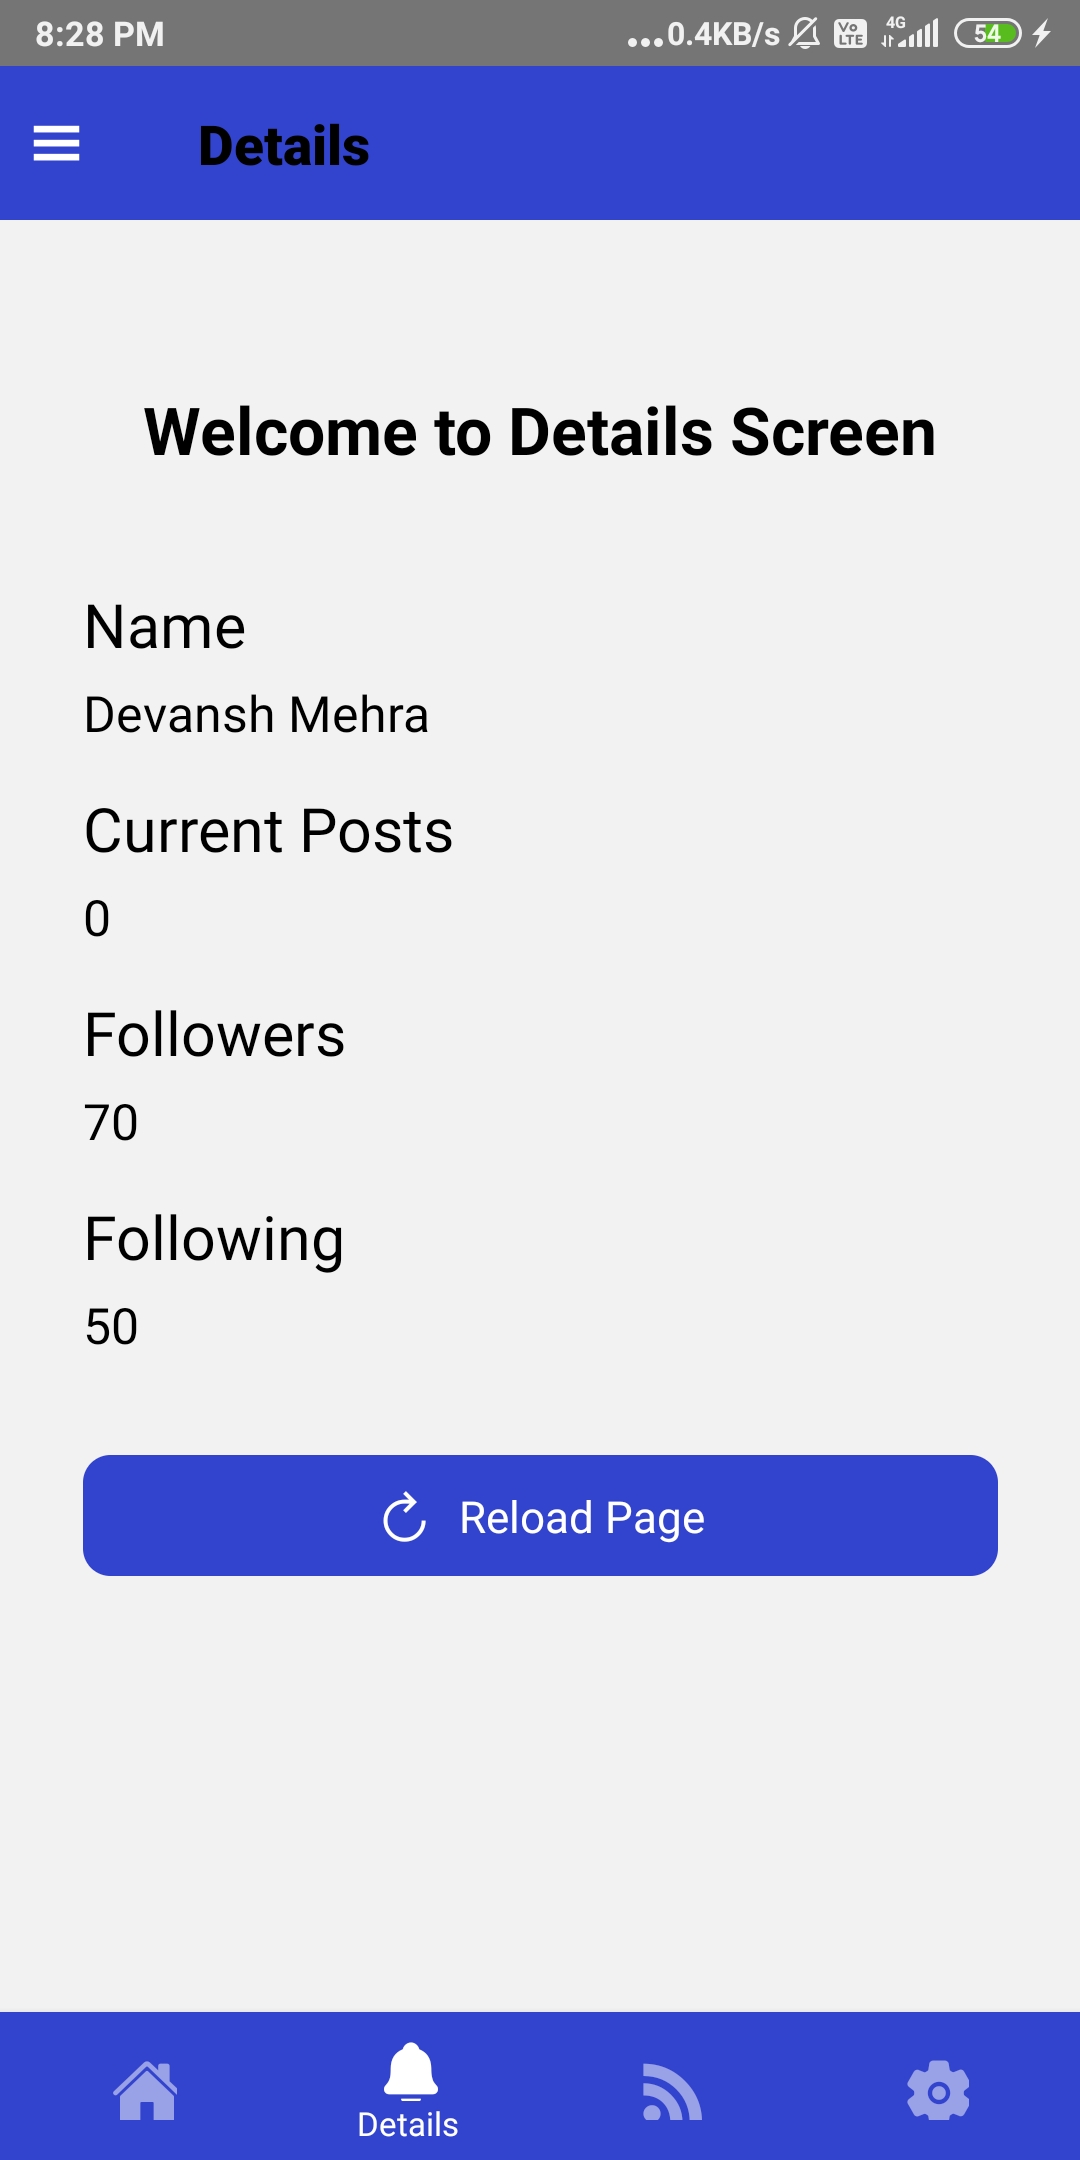 8:28 PM ...0.4KB/s Vo LTE 4G 54
Details
Welcome to Details Screen
Name
Devansh Mehra
Current Posts
0
Followers
70
Following
50
Reload Page
Details